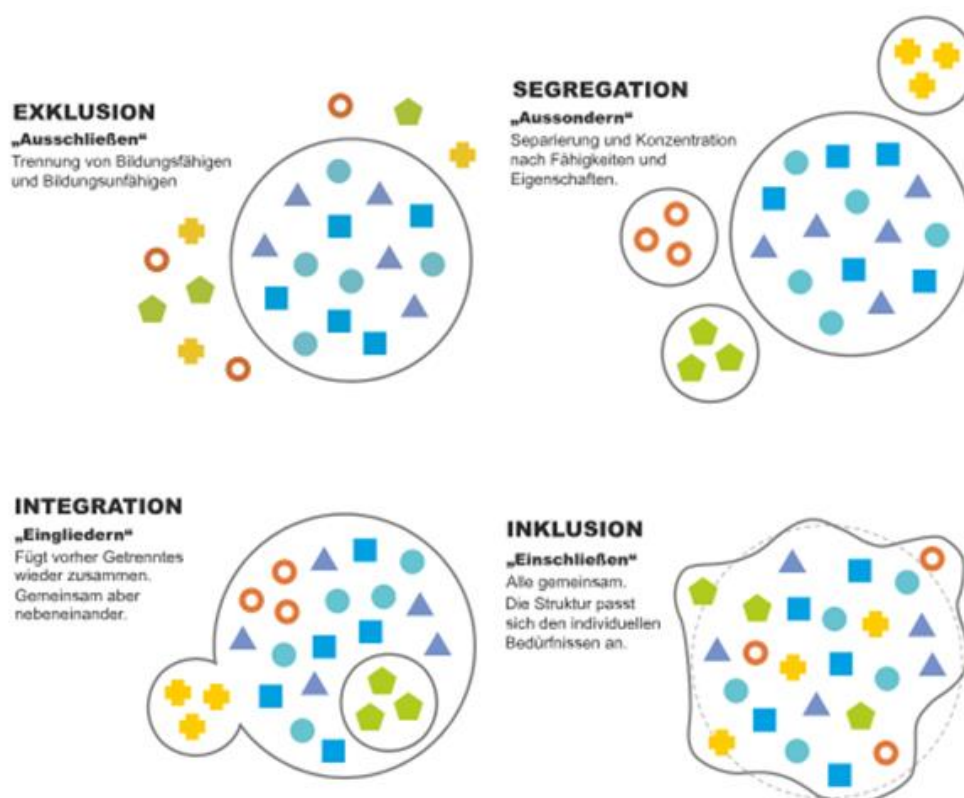 EXKLUSION
„Ausschließen“
Trennung von Bildungsfähigen
und Bildungsunfähigen
SEGREGATION
„Aussondern“
Separierung und Konzentration
nach Fähigkeiten und
Eigenschaften.
INTEGRATION
„Eingliedern“
Fügt vorher Getrenntes
wieder zusammen.
Gemeinsam aber
nebeneinander.
INKLUSION
„Einschließen“
Alle gemeinsam.
Die Struktur passt
sich den individuellen
Bedürfnissen an.